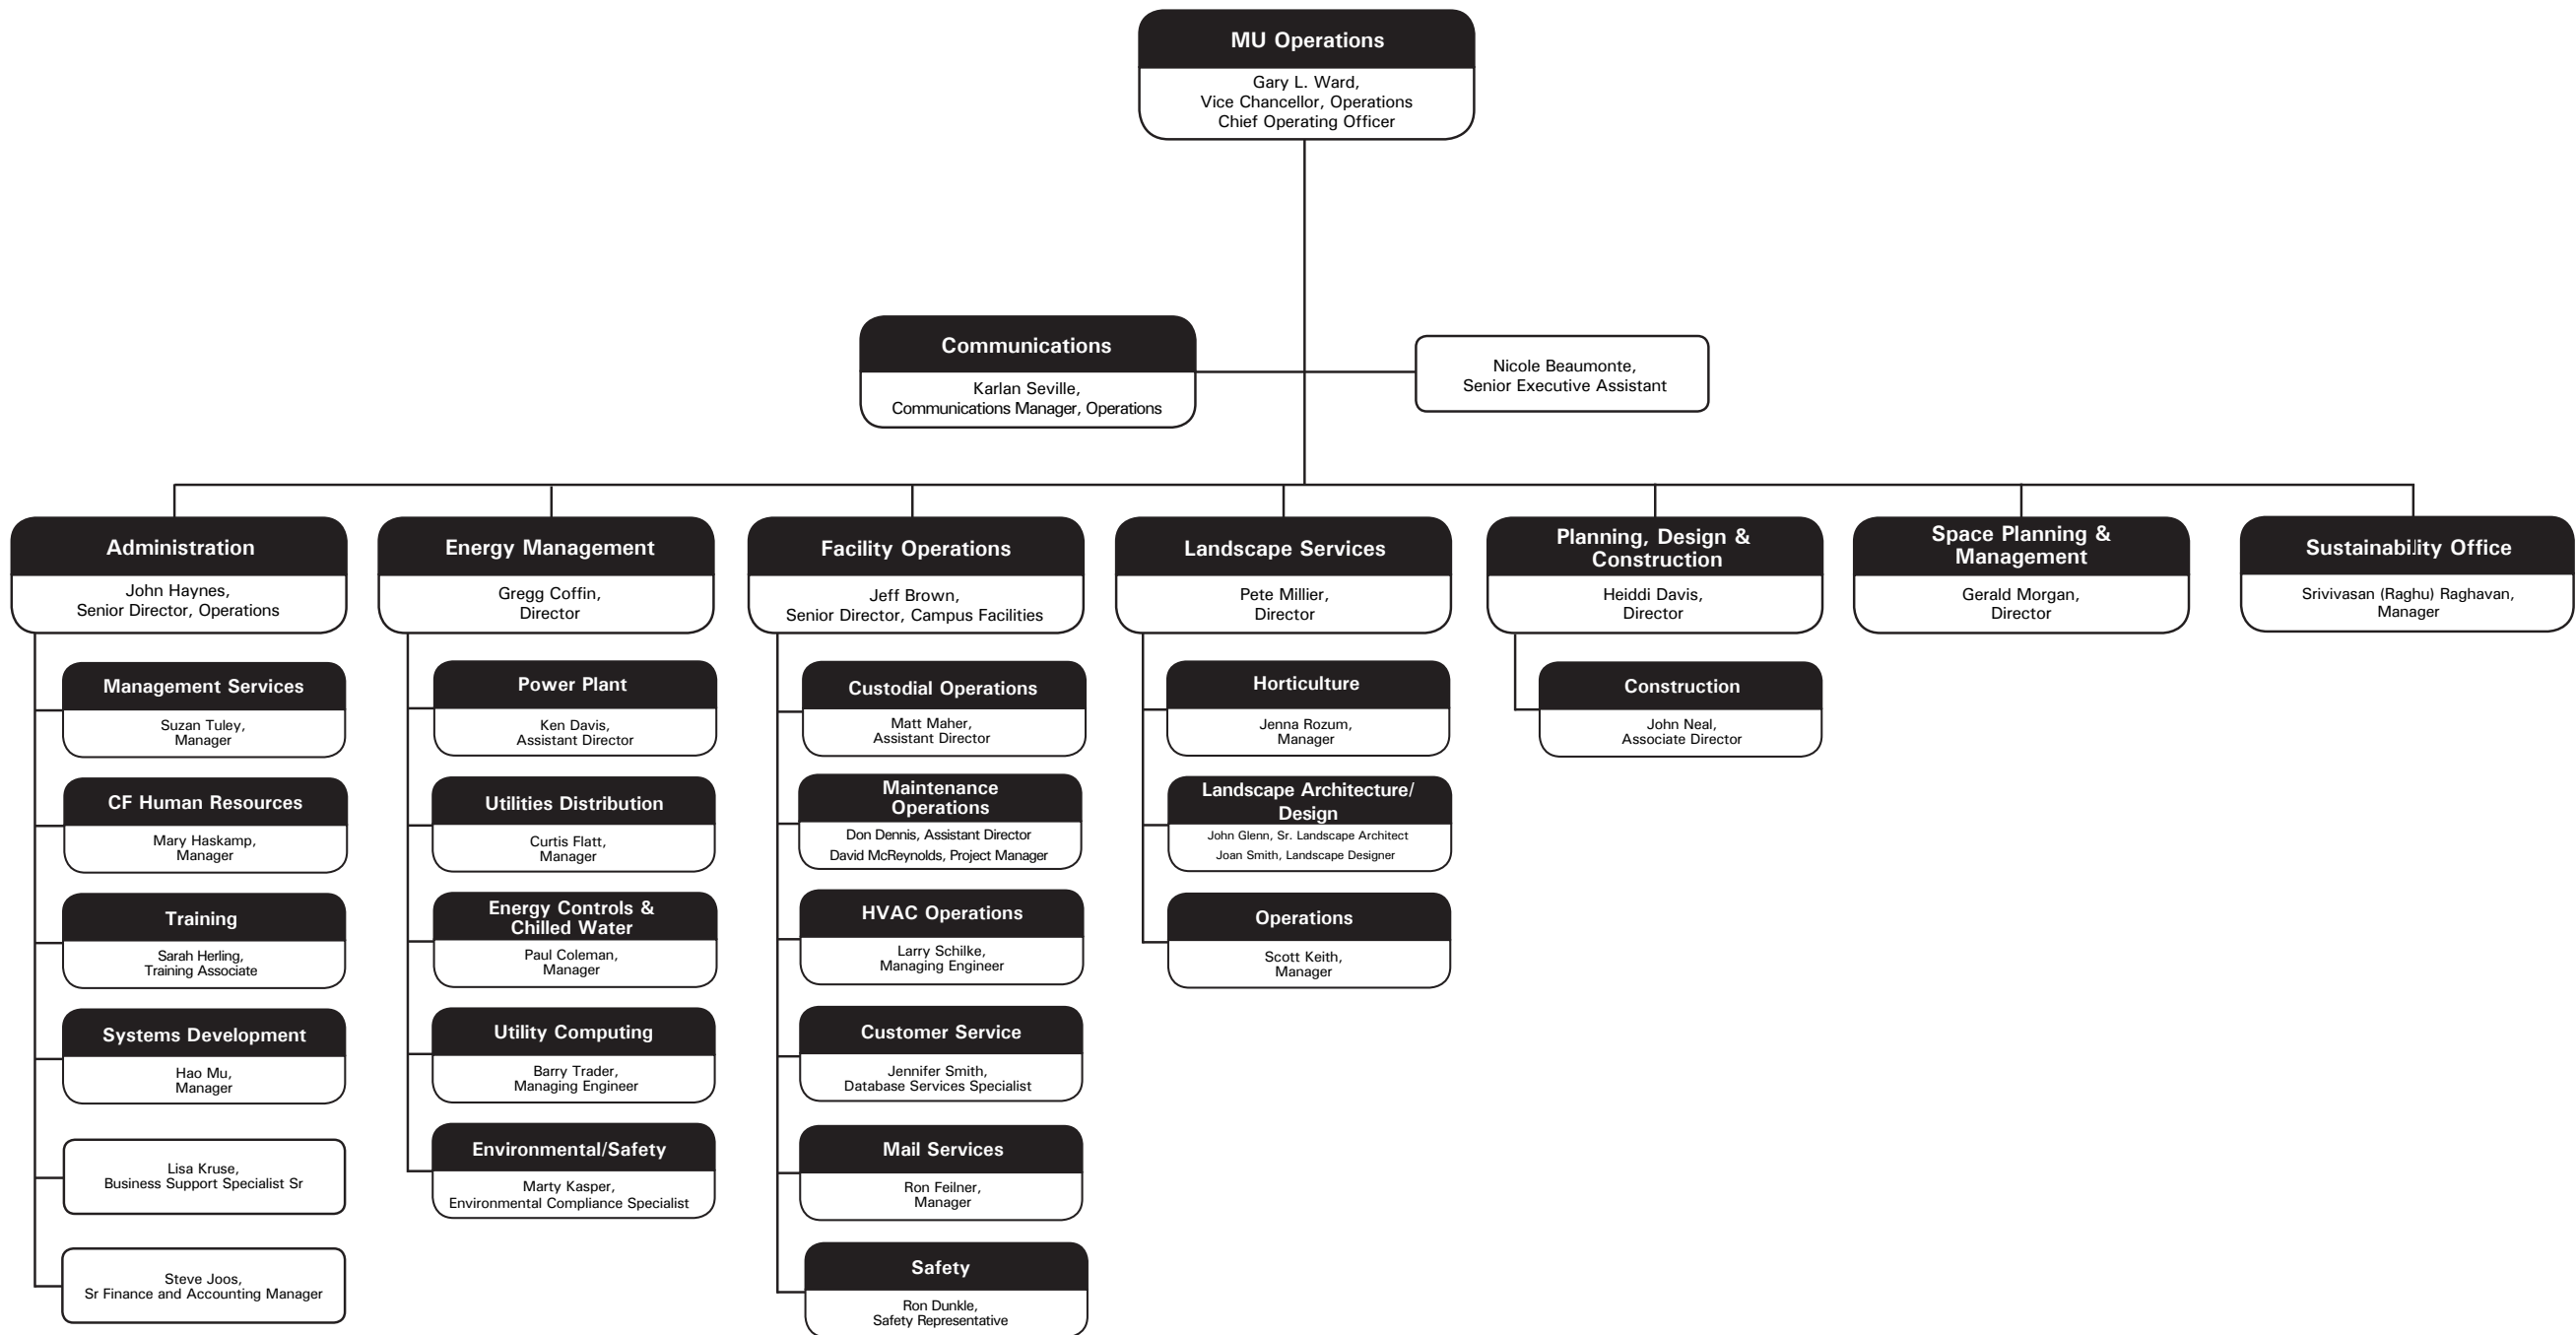 MU Operations
Gary L. Ward,
Vice Chancellor, Operations
Chief Operating Officer
Communications
Karlan Seville,
Communications Manager, Operations
Nicole Beaumonte,
Senior Executive Assistant
Administration
John Haynes,
Senior Director, Operations
Management Services
Suzan Tuley,
Manager
CF Human Resources
Mary Haskamp,
Manager
Training
Sarah Herling,
Training Associate
Systems Development
Hao Mu,
Manager
Lisa Kruse,
Business Support Specialist Sr
Steve Joos,
Sr Finance and Accounting Manager
Energy Management
Gregg Coffin,
Director
Power Plant
Ken Davis,
Assistant Director
Utilities Distribution
Curtis Flatt,
Manager
Energy Controls &
Chilled Water
Paul Coleman,
Manager
Utility Computing
Barry Trader,
Managing Engineer
Environmental/Safety
Marty Kasper,
Environmental Compliance Specialist
Facility Operations
Jeff Brown,
Senior Director, Campus Facilities
Custodial Operations
Matt Maher,
Assistant Director
Maintenance
Operations
Don Dennis, Assistant Director
David McReynolds, Project Manager
HVAC Operations
Larry Schilke,
Managing Engineer
Customer Service
Jennifer Smith,
Database Services Specialist
Mail Services
Ron Feilner,
Manager
Safety
Ron Dunkle,
Safety Representative
Landscape Services
Pete Millier,
Director
Horticulture
Jenna Rozum,
Manager
Landscape Architecture/
Design
John Glenn, Sr. Landscape Architect
Joan Smith, Landscape Designer
Operations
Scott Keith,
Manager
Planning, Design &
Construction
Heiddi Davis,
Director
Construction
John Neal,
Associate Director
Space Planning &
Management
Gerald Morgan,
Director
Sustainability Office
Srivivasan (Raghu) Raghavan,
Manager